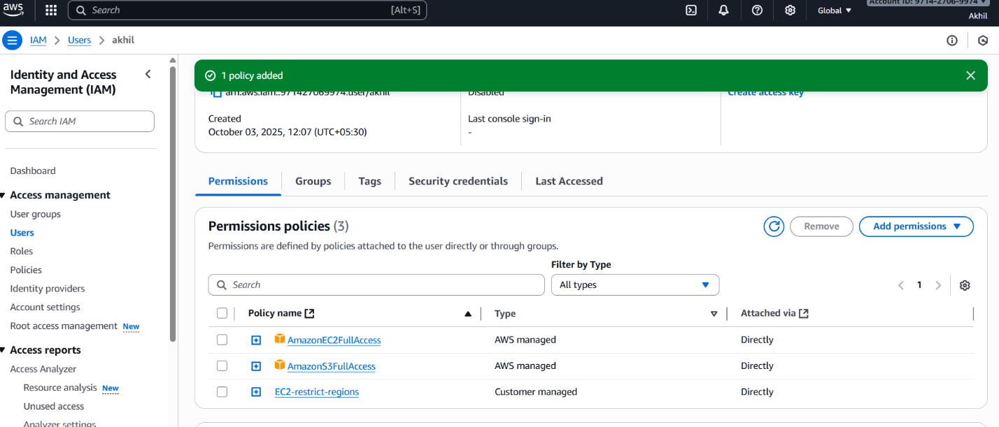 aws
Search [Alt+S]
Global
Account ID: 9714-2706-9974
Akhil
IAM > Users > akhil
Identity and Access Management (IAM)
Search IAM
Dashboard
Access management
User groups
Users
Roles
Policies
Identity providers
Account settings
Root access management New
Access reports
Access Analyzer
Resource analysis New
Unused access
Analyzer settings
1 policy added
arn:aws:iam::971427069974:user/akhil
Disabled
Create access key
Created
October 03, 2025, 12:07 (UTC+05:30)
Last console sign-in
-
Permissions
Groups
Tags
Security credentials
Last Accessed
Permissions policies (3)
Remove
Add permissions
Permissions are defined by policies attached to the user directly or through groups.
Filter by Type
Search
All types
1
Policy name Type Attached via
AmazonEC2FullAccess AWS managed Directly
AmazonS3FullAccess AWS managed Directly
EC2-restrict-regions Customer managed Directly